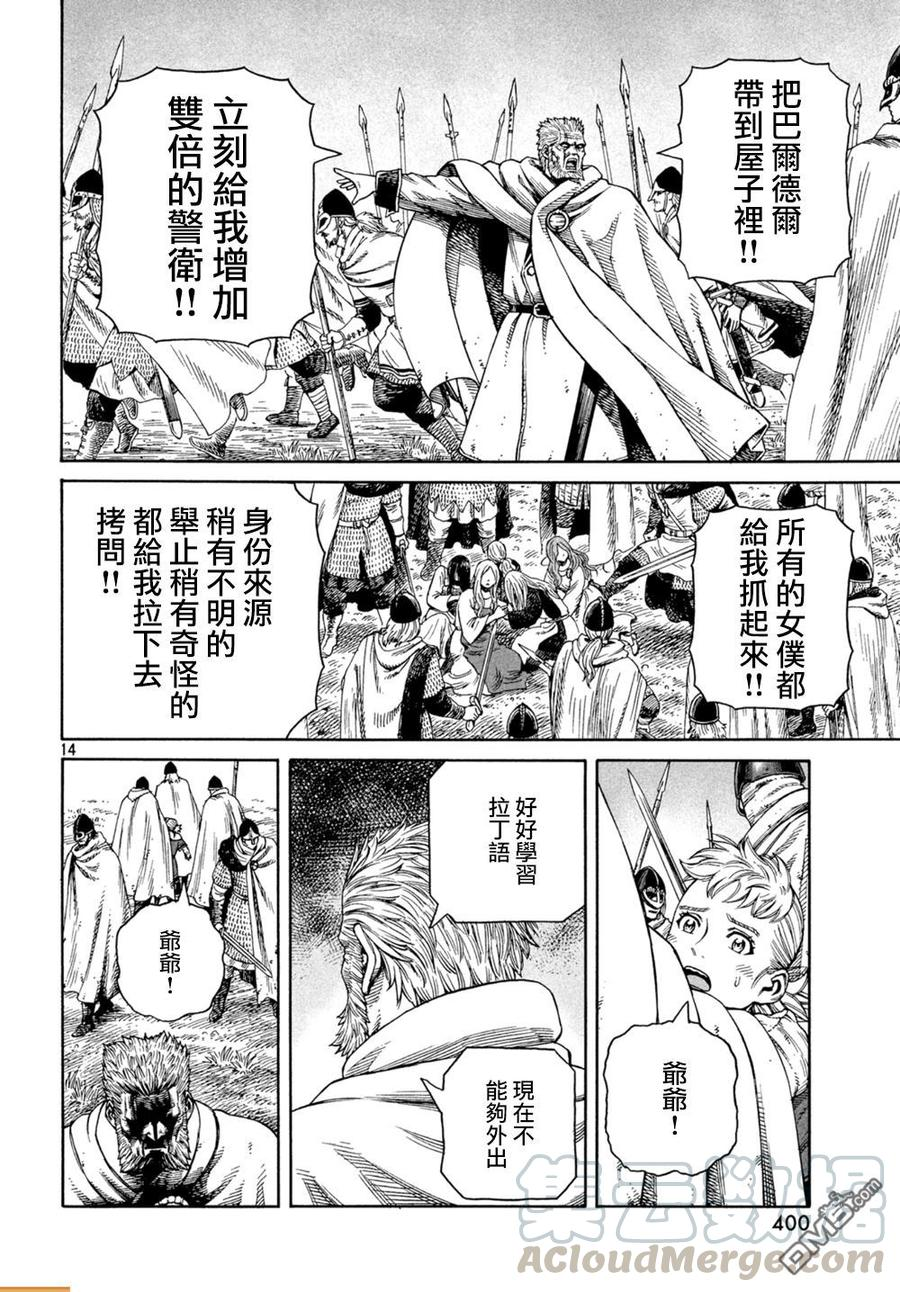 把巴爾德爾
帶到屋子裡!!
立刻給我增加
雙倍的警衛!!
所有的女僕都
給我抓起來!!
身份來源
稍有不明的
舉止稍有奇怪的
都給我拉下去
拷問!!
14
爺爺!
好好學習
拉丁語
現在不
能夠外出
爺爺!
400
集云数据
ACloudMerge.com
DM5.com